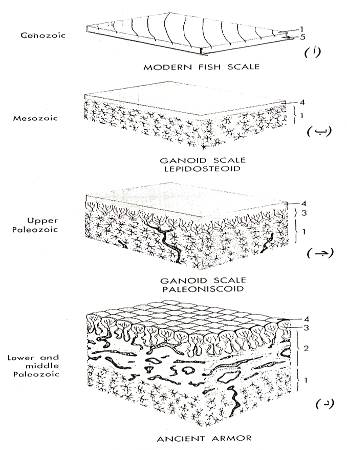 Cenozoic
1
5
(أ)
MODERN FISH SCALE
Mesozoic
4
1
(ب)
GANOID SCALE
LEPIDOSTEOID
Upper
Paleozoic
4
3
1
(ج)
GANOID SCALE
PALEONISCOID
Lower and
middle
Paleozoic
4
3
2
1
(د)
ANCIENT ARMOR